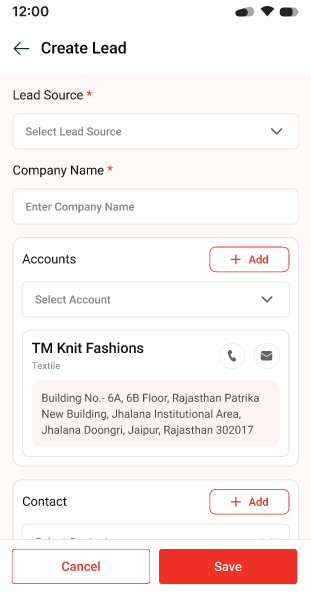 12:00
Create Lead
Lead Source *
Select Lead Source
Company Name *
Enter Company Name
Accounts
+ Add
Select Account
TM Knit Fashions
Textile
Building No.- 6A, 6B Floor, Rajasthan Patrika
New Building, Jhalana Institutional Area,
Jhalana Doongri, Jaipur, Rajasthan 302017
Contact
+ Add
Cancel
Save